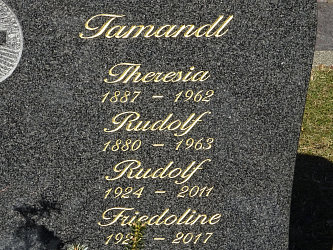 Tamandl
Theresia
1887 – 1962
Rudolf
1880 – 1963
Rudolf
1924 – 2011
Friedoline
– 2017